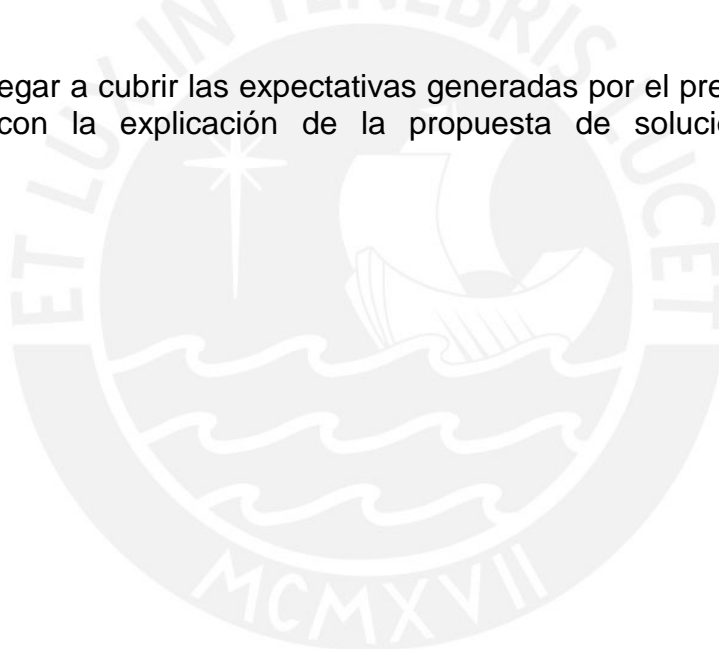 ET LUX IN TENEBRIS LUCET
egar a cubrir las expectativas generadas por el pre
con la explicación de la propuesta de soluci
MCMXVII